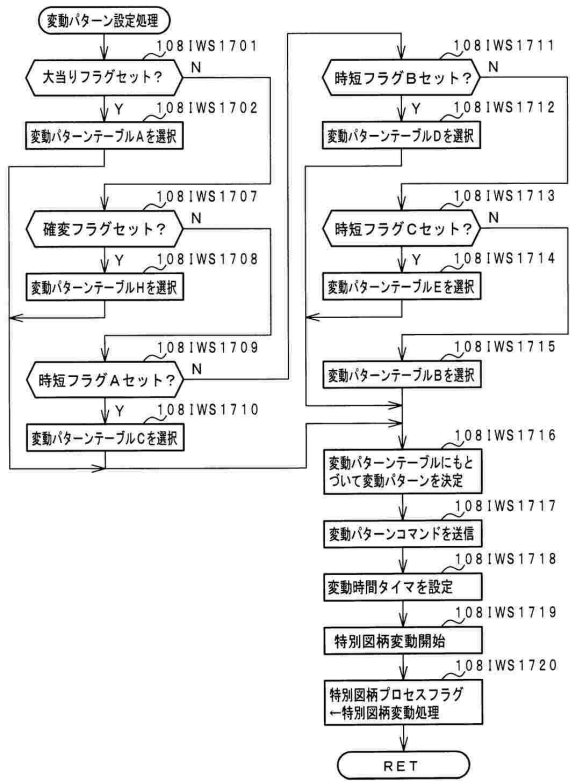 変動パターン設定処理
108IWS1701
大当りフラグセット？
N
Y
108IWS1702
変動パターンテーブルAを選択
108IWS1707
確変フラグセット？
N
Y
108IWS1708
変動パターンテーブルHを選択
108IWS1709
時短フラグAセット？
N
Y
108IWS1710
変動パターンテーブルCを選択
108IWS1711
時短フラグBセット？
N
Y
108IWS1712
変動パターンテーブルDを選択
108IWS1713
時短フラグCセット？
N
Y
108IWS1714
変動パターンテーブルEを選択
108IWS1715
変動パターンテーブルBを選択
108IWS1716
変動パターンテーブルにもと
づいて変動パターンを決定
108IWS1717
変動パターンコマンドを送信
108IWS1718
変動時間タイマを設定
108IWS1719
特別図柄変動開始
108IWS1720
特別図柄プロセスフラグ
←特別図柄変動処理
RET